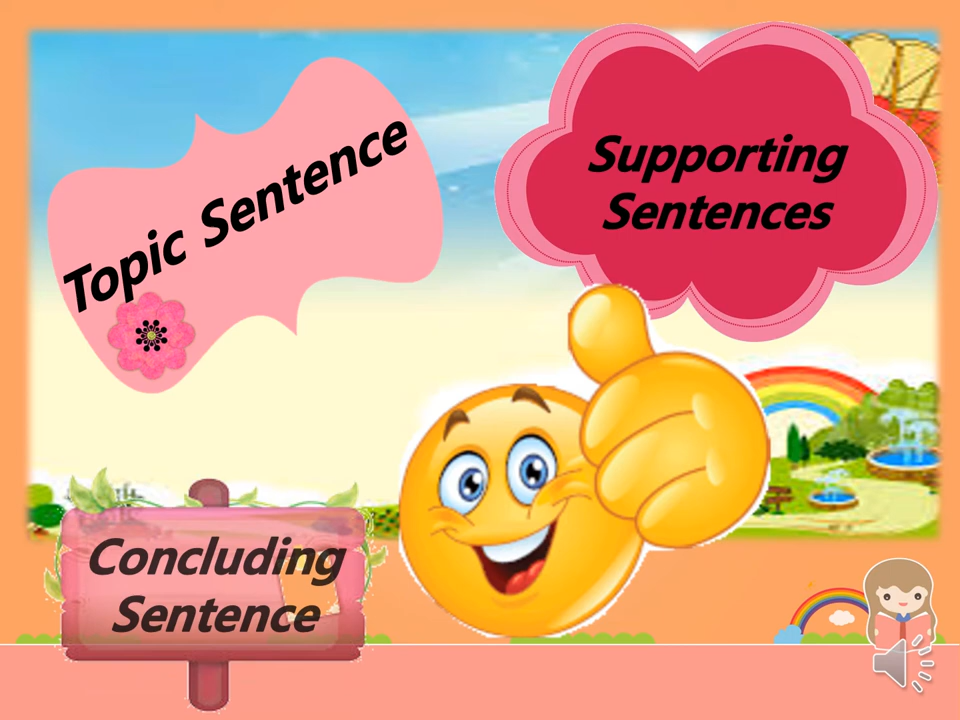 Topic Sentence
Supporting
Sentences
Concluding
Sentence